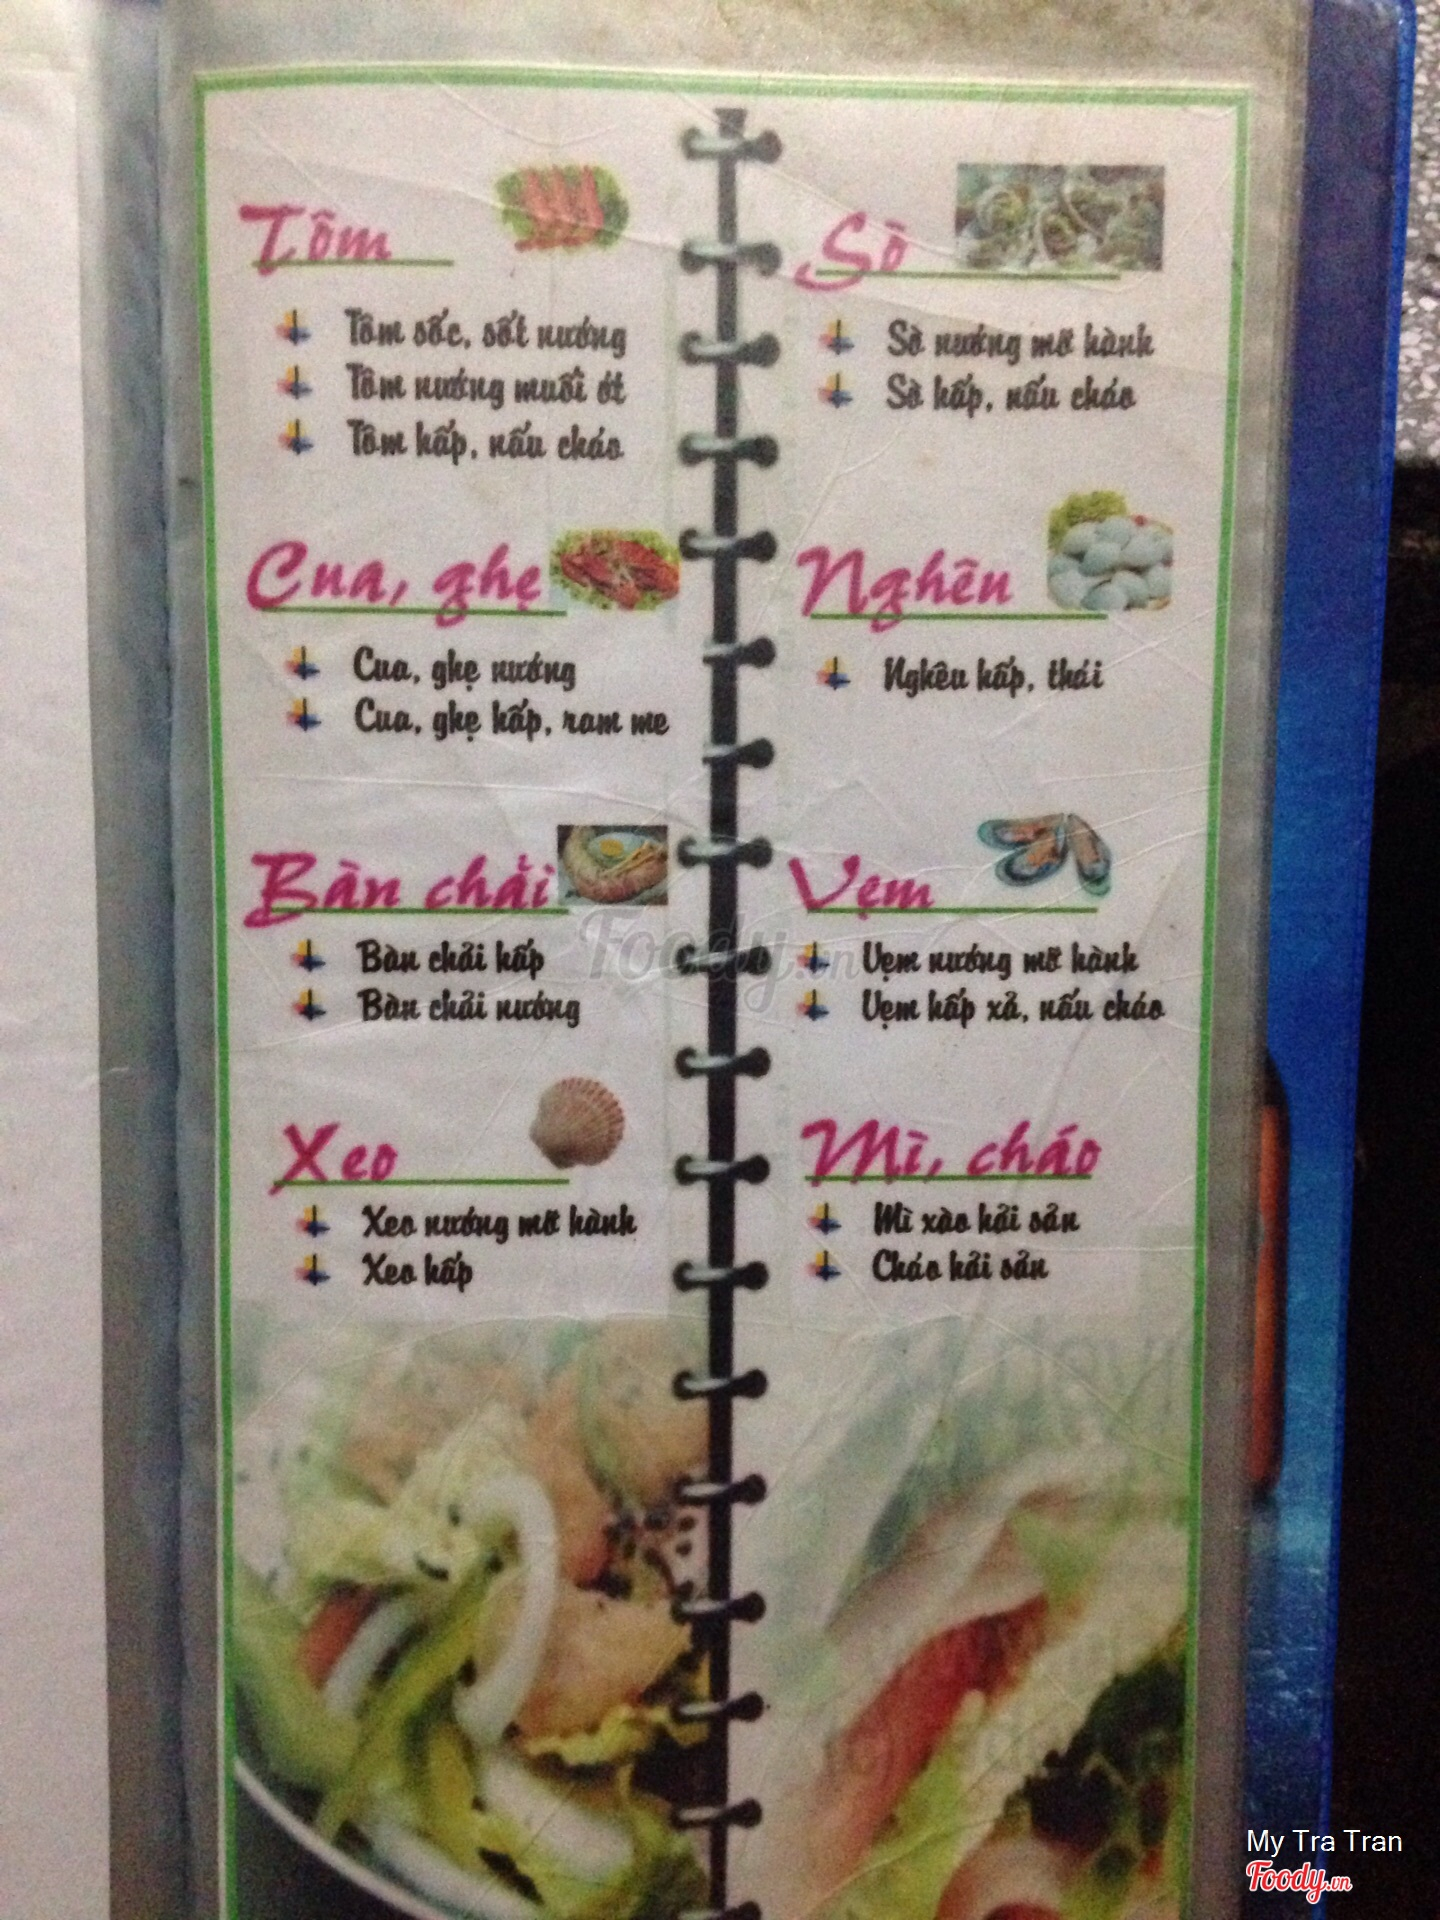 Tôm
Tôm sốc, sốt nướng
Tôm nướng muối ớt
Tôm hấp, nấu cháo
Cua, ghẹ
Cua, ghẹ nướng
Cua, ghẹ hấp, ram me
Bàn chải
Bàn chải hấp
Bàn chải nướng
Xeo
Xeo nướng mỡ hành
Xeo hấp
Sò
Sò nướng mỡ hành
Sò hấp, nấu cháo
Nghêu
Nghêu hấp, thái
Vẹm
Vẹm nướng mỡ hành
Vẹm hấp xả, nấu cháo
Mì, cháo
Mì xào hải sản
Cháo hải sản
Foody.vn
My Tra Tran
Foody.vn